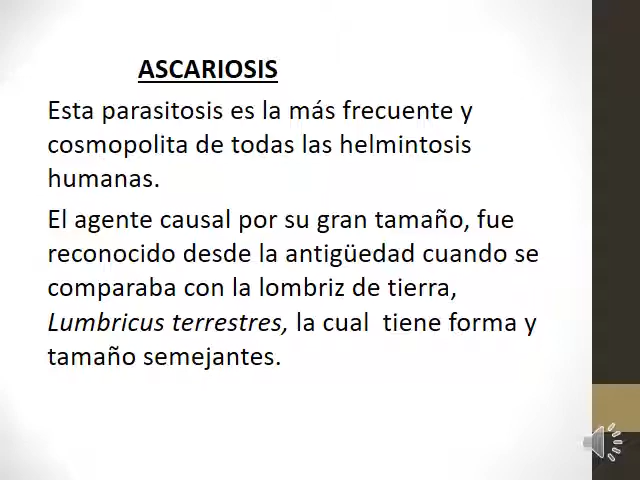 ASCARIOSIS
Esta parasitosis es la más frecuente y
cosmopolita de todas las helmintosis
humanas.
El agente causal por su gran tamaño, fue
reconocido desde la antigüedad cuando se
comparaba con la lombriz de tierra,
Lumbricus terrestres, la cual  tiene forma y
tamaño semejantes.